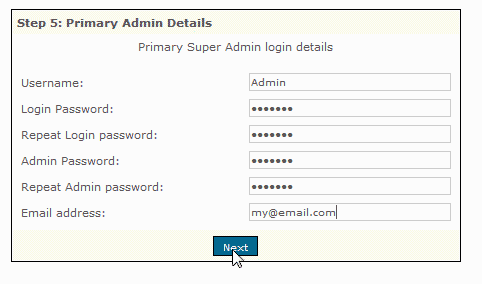 Step 5: Primary Admin Details
Primary Super Admin login details
Username: Admin
Login Password: •••••••
Repeat Login password: •••••••
Admin Password: •••••••
Repeat Admin password: •••••••
Email address: my@email.com
Next